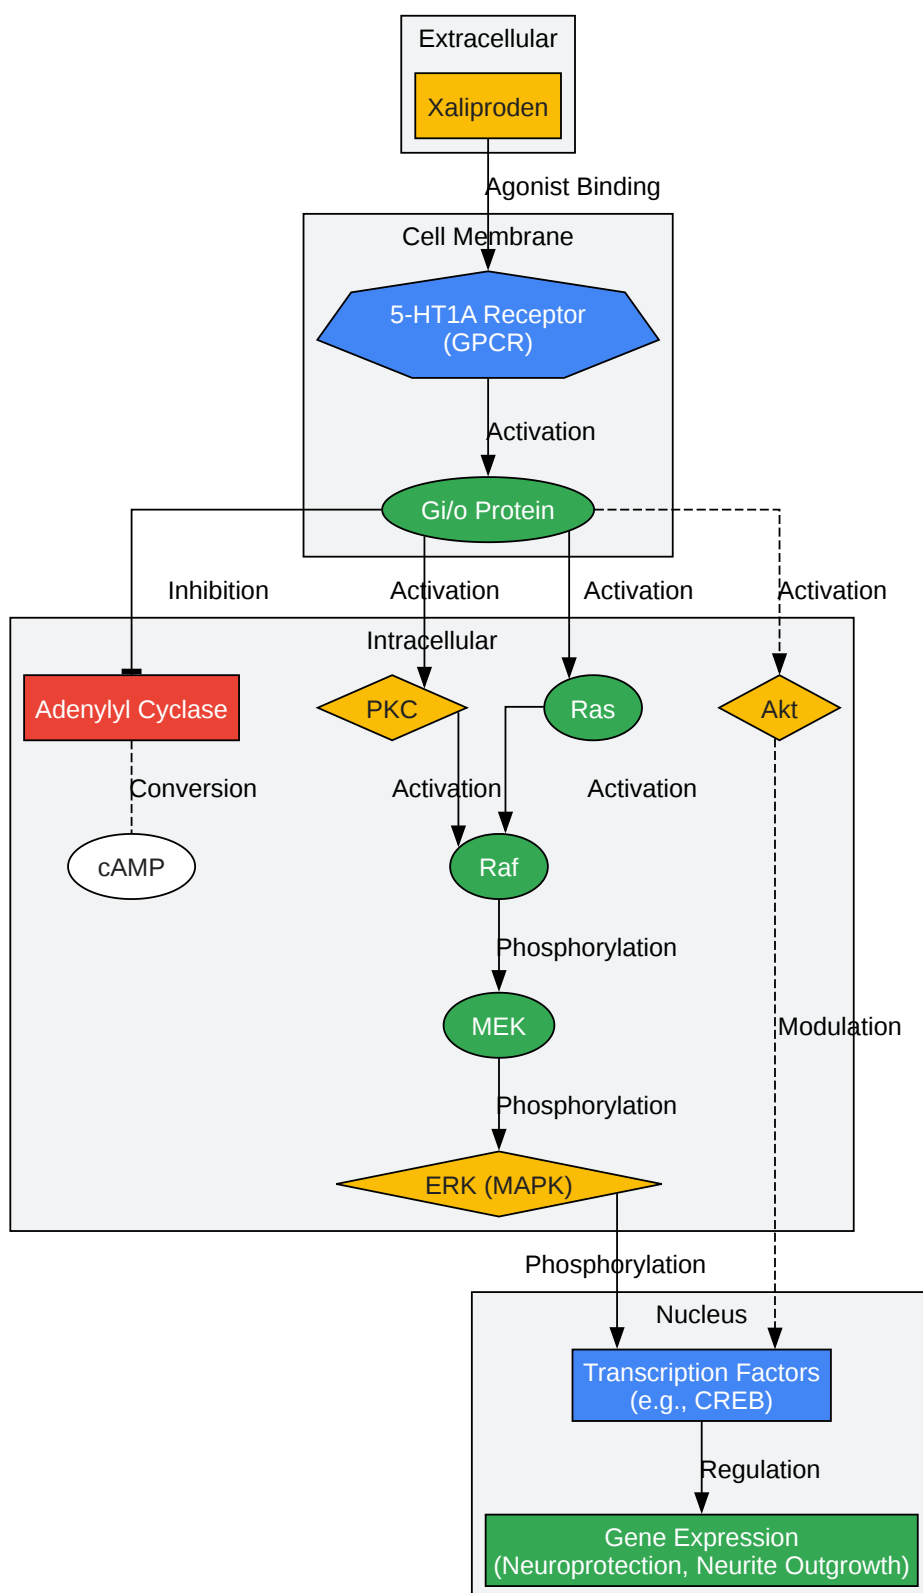 Extracellular
Xaliproden
Agonist Binding
Cell Membrane
5-HT1A Receptor
(GPCR)
Activation
Gi/o Protein
Inhibition
Activation
Activation
Activation
Intracellular
Adenylyl Cyclase
PKC
Ras
Akt
Conversion
Activation
Activation
cAMP
Raf
Phosphorylation
MEK
Modulation
Phosphorylation
ERK (MAPK)
Phosphorylation
Nucleus
Transcription Factors
(e.g., CREB)
Regulation
Gene Expression
(Neuroprotection, Neurite Outgrowth)